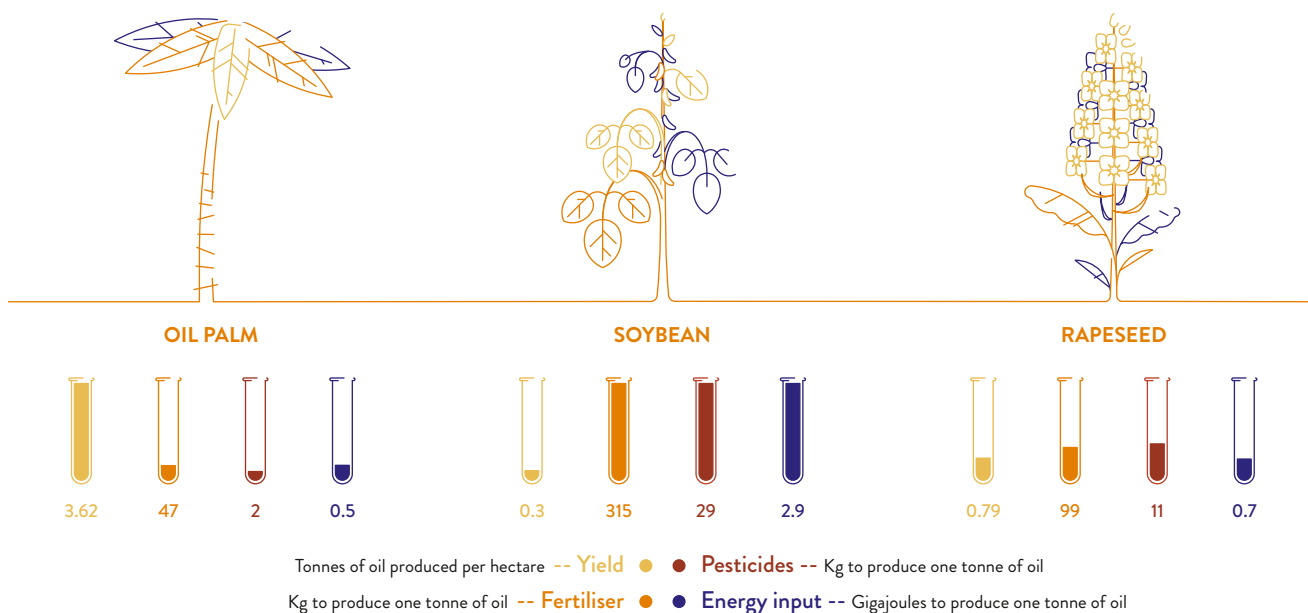 OIL PALM
SOYBEAN
RAPESEED
3.62 47 2 0.5
0.3 315 29 2.9
0.79 99 11 0.7
Tonnes of oil produced per hectare -- Yield
Pesticides -- Kg to produce one tonne of oil
Kg to produce one tonne of oil -- Fertiliser
Energy input -- Gigajoules to produce one tonne of oil